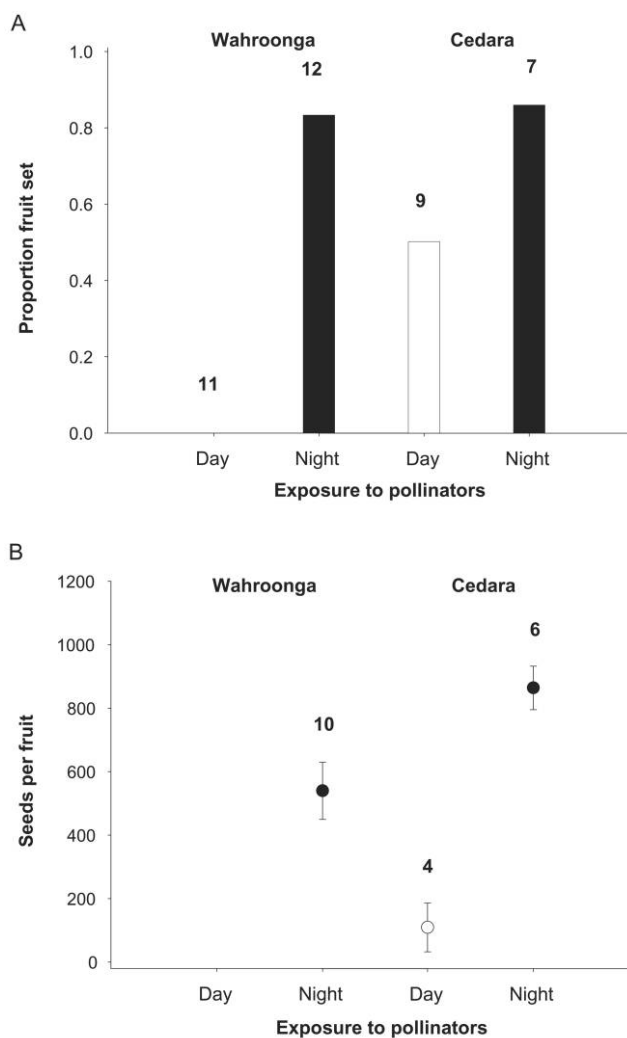 A
Wahroonga Cedara
1.0
12 7
0.8
9
0.6
Proportion fruit set
0.4
0.2
11
0.0
Day Night Day Night
Exposure to pollinators
B
1200
Wahroonga Cedara
1000
6
800
10
600
Seeds per fruit
400
4
200
0
Day Night Day Night
Exposure to pollinators